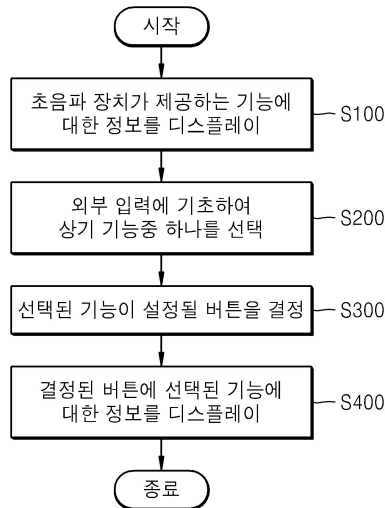 시작
초음파 장치가 제공하는 기능에
대한 정보를 디스플레이
S100
외부 입력에 기초하여
상기 기능중 하나를 선택
S200
선택된 기능이 설정될 버튼을 결정
S300
결정된 버튼에 선택된 기능에
대한 정보를 디스플레이
S400
종료